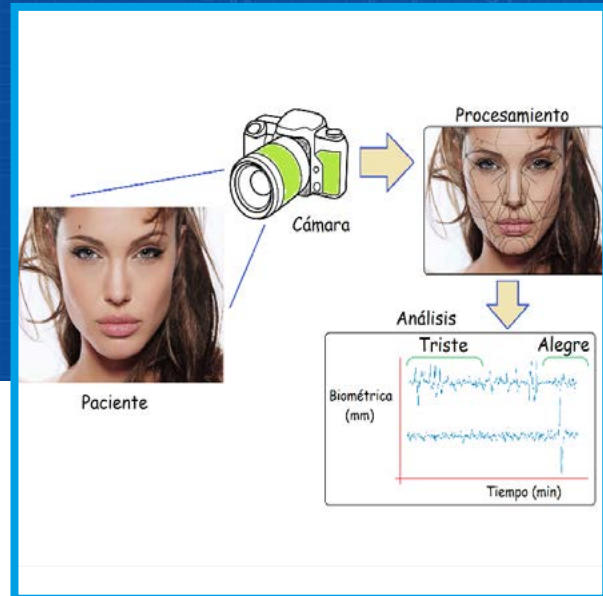 Procesamiento
Cámara
Paciente
Análisis
Triste
Alegre
Biométrica
(mm)
Tiempo (min)